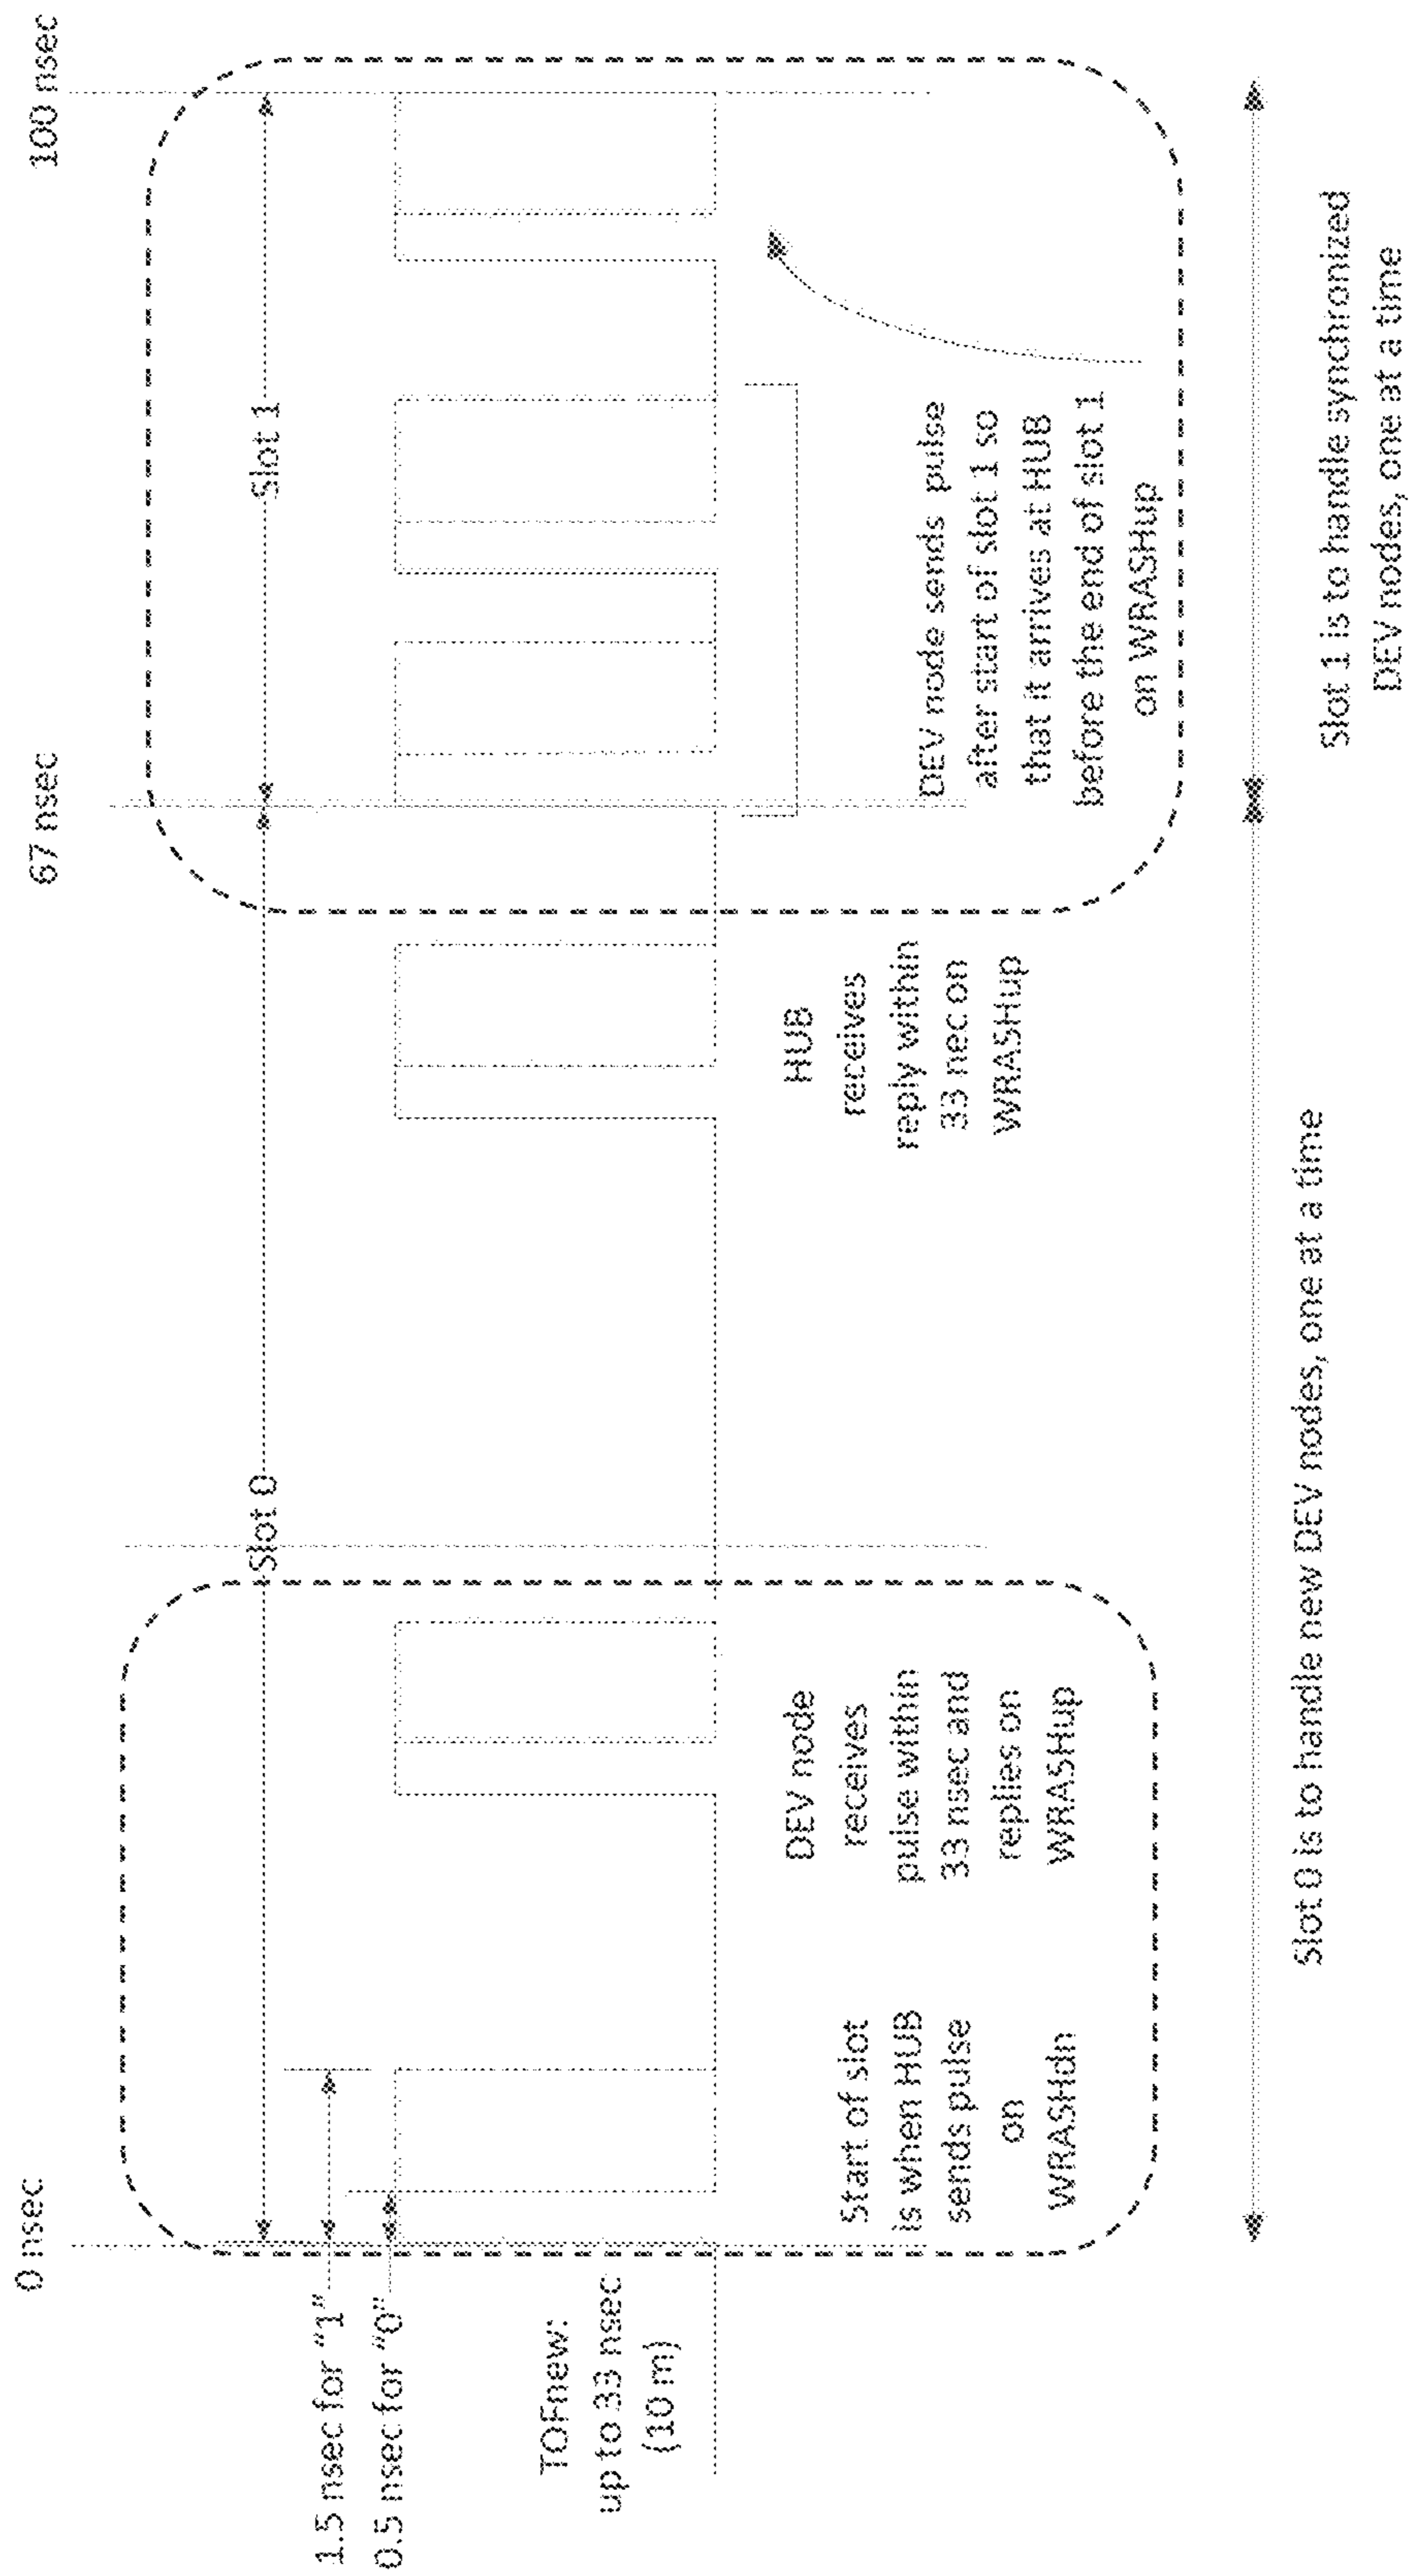 0 nsec
67 nsec
100 nsec
Slot 0
Slot 1
1.5 nsec for "1"
0.5 nsec for "0"
TOFnew:
up to 33 nsec
(10 m)
Start of slot
is when HUB
sends pulse
on
WRASHdn
DEV node
receives
pulse within
33 nsec and
replies on
WRASHup
HUB
receives
reply within
33 nec on
WRASHup
DEV node sends pulse
after start of slot 1 so
that it arrives at HUB
before the end of slot 1
on WRASHup
Slot 0 is to handle new DEV nodes, one at a time
Slot 1 is to handle synchronized
DEV nodes, one at a time